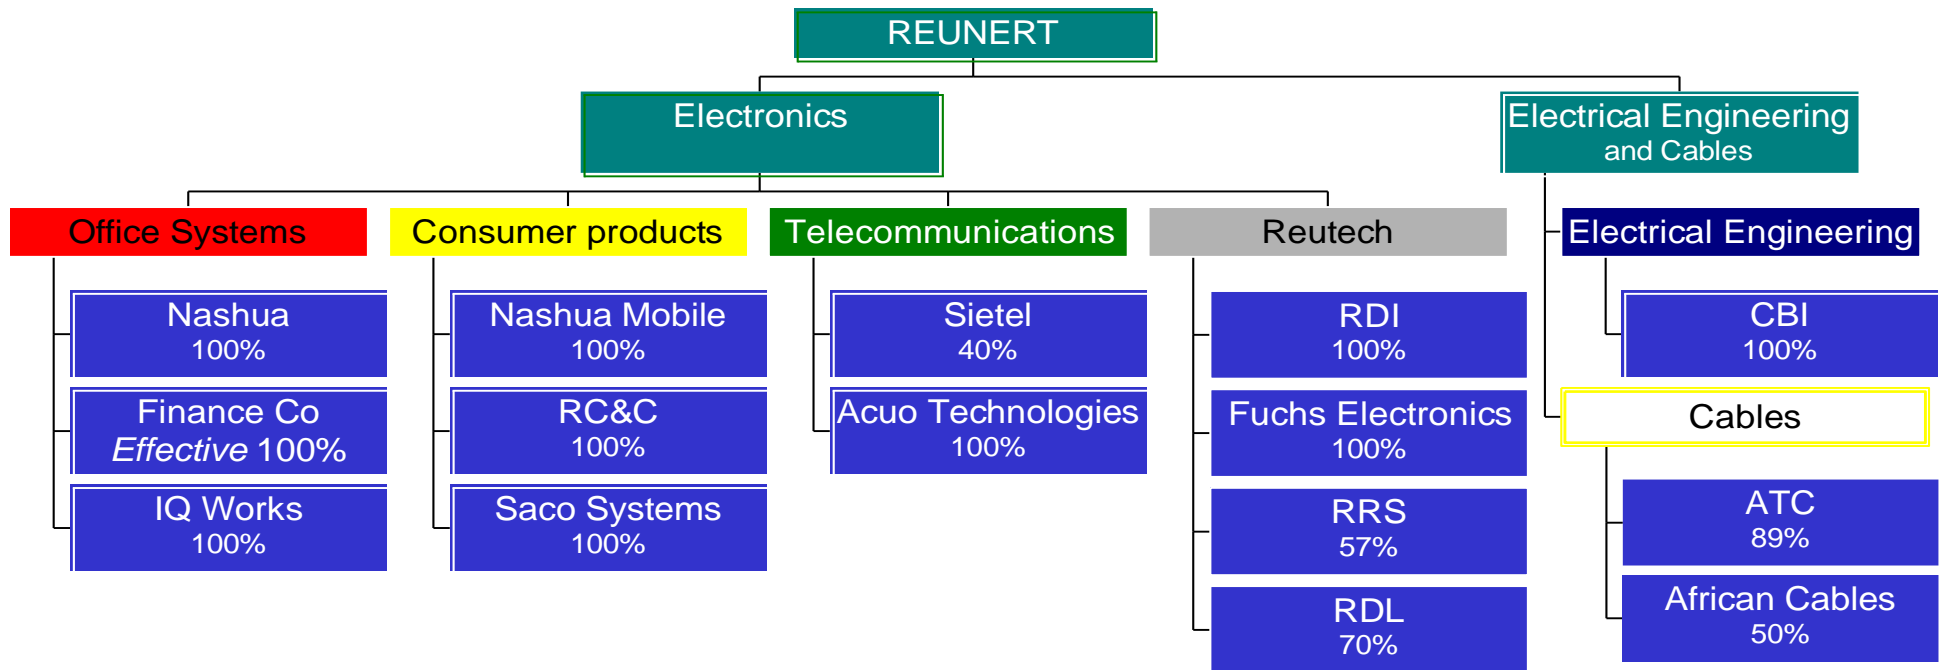 REUNERT
Electronics
Electrical Engineering
and Cables
Office Systems
Consumer products
Telecommunications
Reutech
Electrical Engineering
Nashua
100%
Finance Co
Effective 100%
IQ Works
100%
Nashua Mobile
100%
RC&C
100%
Saco Systems
100%
Sietel
40%
Acuo Technologies
100%
RDI
100%
Fuchs Electronics
100%
RRS
57%
RDL
70%
CBI
100%
Cables
ATC
89%
African Cables
50%